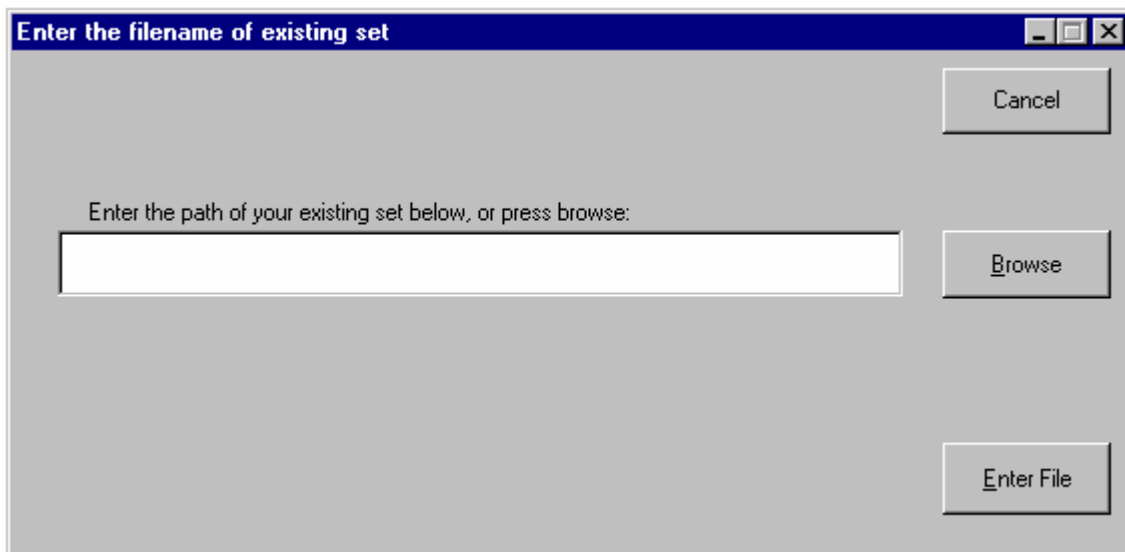 Enter the filename of existing set
Cancel
Enter the path of your existing set below, or press browse:
Browse
Enter File